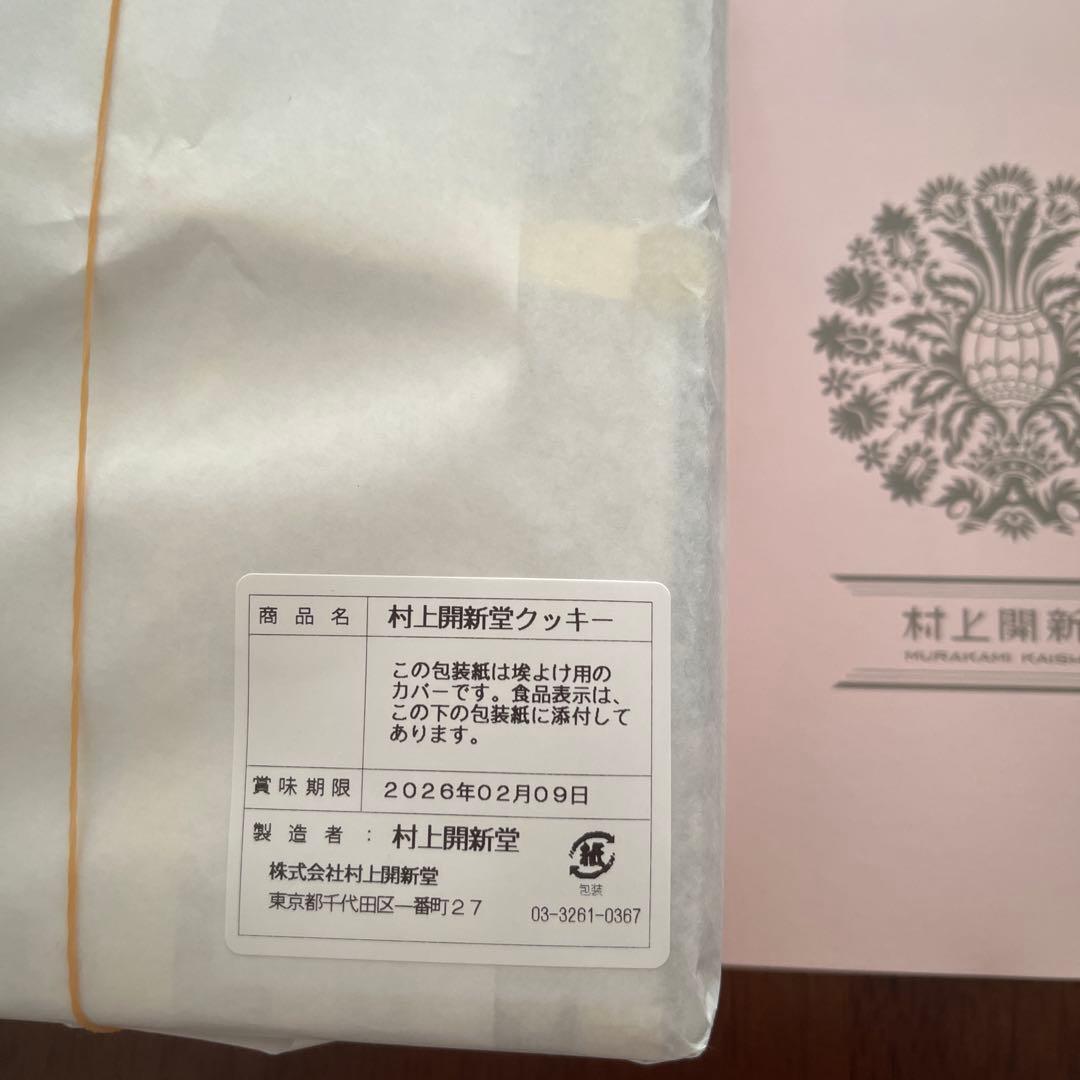 商品名 村上開新堂クッキー
この包装紙は埃よけ用の
カバーです。食品表示は、
この下の包装紙に添付して
あります。
賞味期限 2026年02月09日
製造者： 村上開新堂
紙
包装
株式会社村上開新堂
東京都千代田区一番町27
03-3261-0367
村上開新
MURAKAMI KAISH